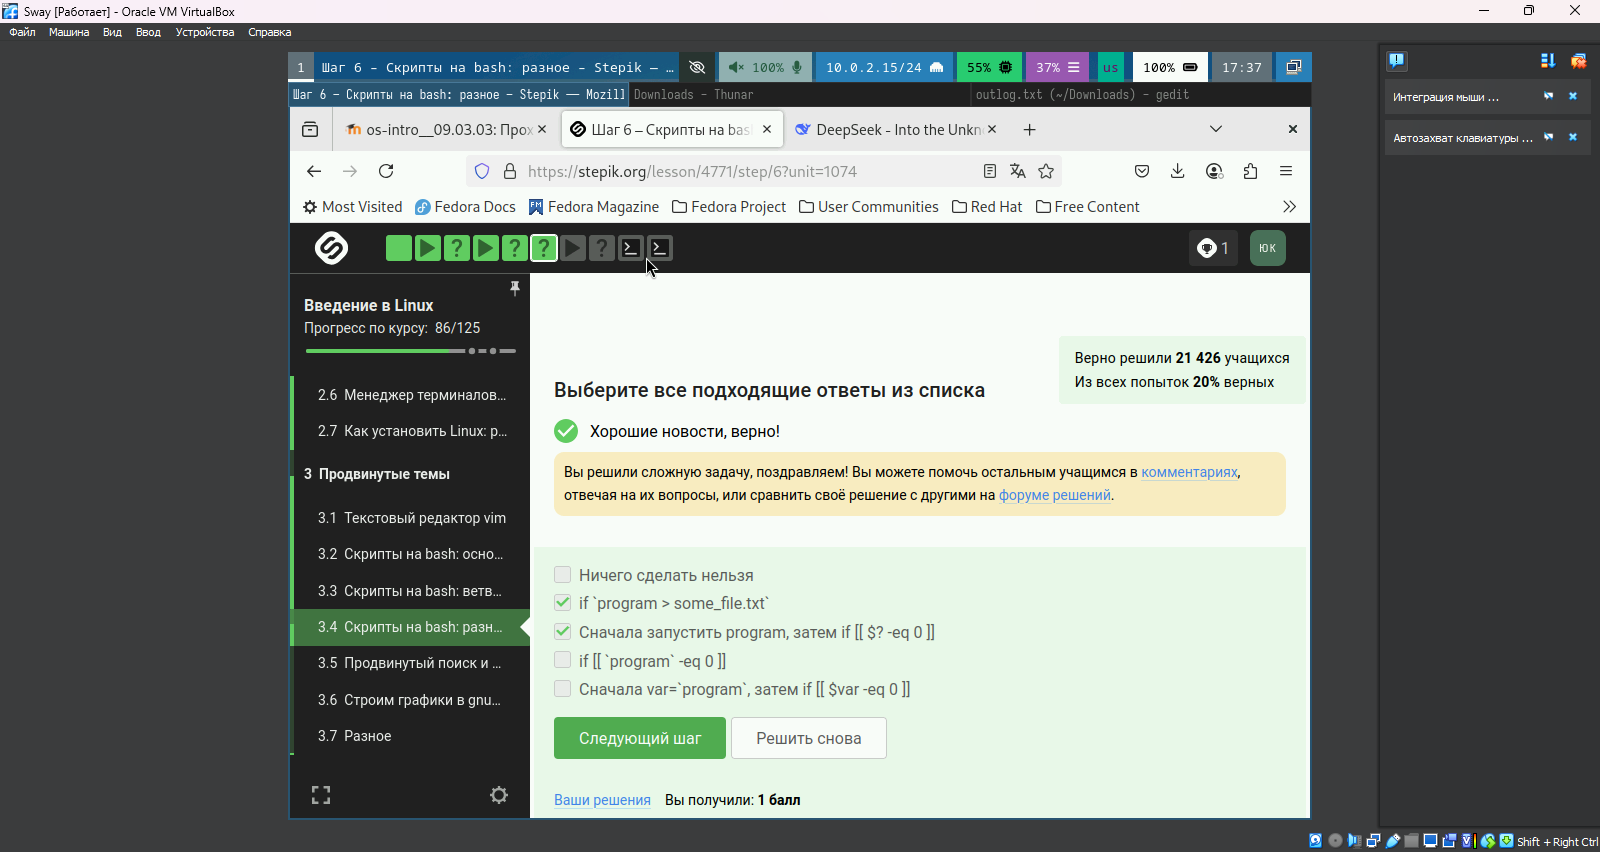 Sway [Работает] - Oracle VM VirtualBox
Файл Машина Вид Ввод Устройства Справка
1 Шаг 6 - Скрипты на bash: разное - Stepik — … 100% 10.0.2.15/24 55% 37% us 100% 17:37
Шаг 6 - Скрипты на bash: разное - Stepik — Mozill Downloads - Thunar outlog.txt (~/Downloads) - gedit
os-intro__09.03.03: Прох Шаг 6 – Скрипты на bas DeepSeek - Into the Unkn
https://stepik.org/lesson/4771/step/6?unit=1074
Most Visited Fedora Docs Fedora Magazine Fedora Project User Communities Red Hat Free Content
1 ЮК
Введение в Linux
Прогресс по курсу: 86/125
2.6 Менеджер терминалов...
2.7 Как установить Linux: р...
3 Продвинутые темы
3.1 Текстовый редактор vim
3.2 Скрипты на bash: осно...
3.3 Скрипты на bash: ветв...
3.4 Скрипты на bash: разн...
3.5 Продвинутый поиск и ...
3.6 Строим графики в gnu...
3.7 Разное
Верно решили 21 426 учащихся
Из всех попыток 20% верных
Выберите все подходящие ответы из списка
Хорошие новости, верно!
Вы решили сложную задачу, поздравляем! Вы можете помочь остальным учащимся в комментариях,
отвечая на их вопросы, или сравнить своё решение с другими на форуме решений.
Ничего сделать нельзя
if `program > some_file.txt`
Сначала запустить program, затем if [[ $? -eq 0 ]]
if [[ `program` -eq 0 ]]
Сначала var=`program`, затем if [[ $var -eq 0 ]]
Следующий шаг Решить снова
Ваши решения Вы получили: 1 балл
Интеграция мыши ...
Автозахват клавиатуры ...
Shift + Right Ctrl